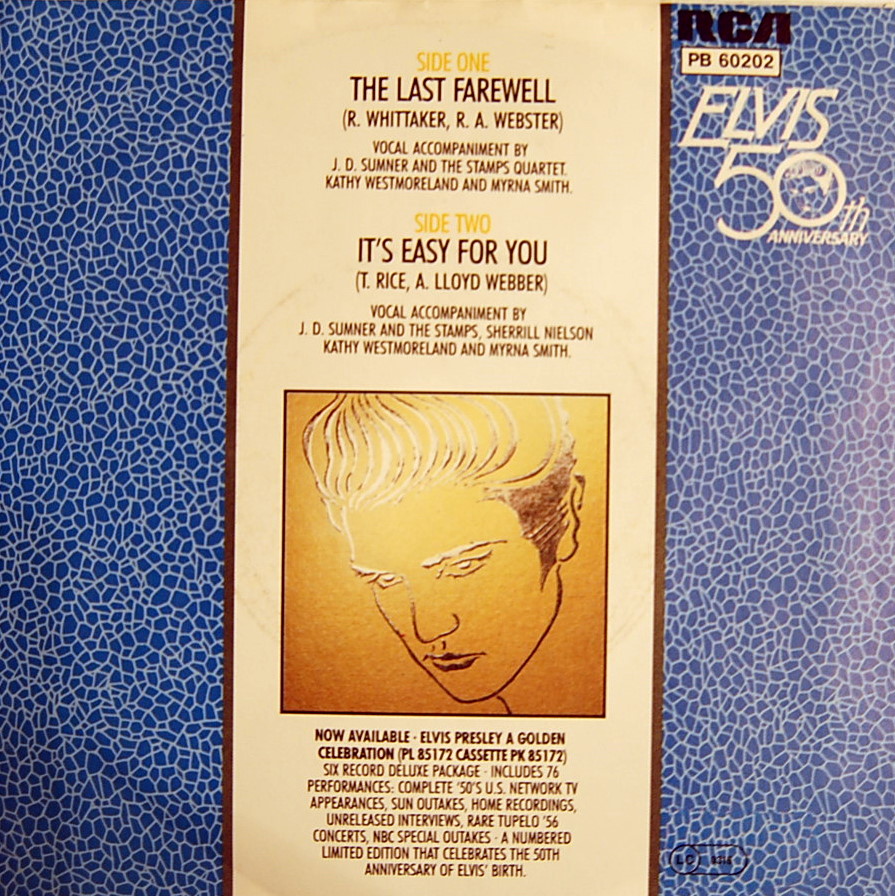 SIDE ONE
THE LAST FAREWELL
(R. WHITTAKER, R. A. WEBSTER)
VOCAL ACCOMPANIMENT BY
J. D. SUMNER AND THE STAMPS QUARTET.
KATHY WESTMORELAND AND MYRNA SMITH.
SIDE TWO
IT'S EASY FOR YOU
(T. RICE, A. LLOYD WEBBER)
VOCAL ACCOMPANIMENT BY
J. D. SUMNER AND THE STAMPS, SHERRILL NIELSON
KATHY WESTMORELAND AND MYRNA SMITH.
NOW AVAILABLE · ELVIS PRESLEY A GOLDEN
CELEBRATION (PL 85172 CASSETTE PK 85172)
SIX RECORD DELUXE PACKAGE · INCLUDES 76
PERFORMANCES: COMPLETE '50'S U.S. NETWORK TV
APPEARANCES, SUN OUTAKES, HOME RECORDINGS,
UNRELEASED INTERVIEWS, RARE TUPELO '56
CONCERTS, NBC SPECIAL OUTAKES · A NUMBERED
LIMITED EDITION THAT CELEBRATES THE 50TH
ANNIVERSARY OF ELVIS' BIRTH.
RCA
PB 60202
ELVIS
50th
ANNIVERSARY
LC